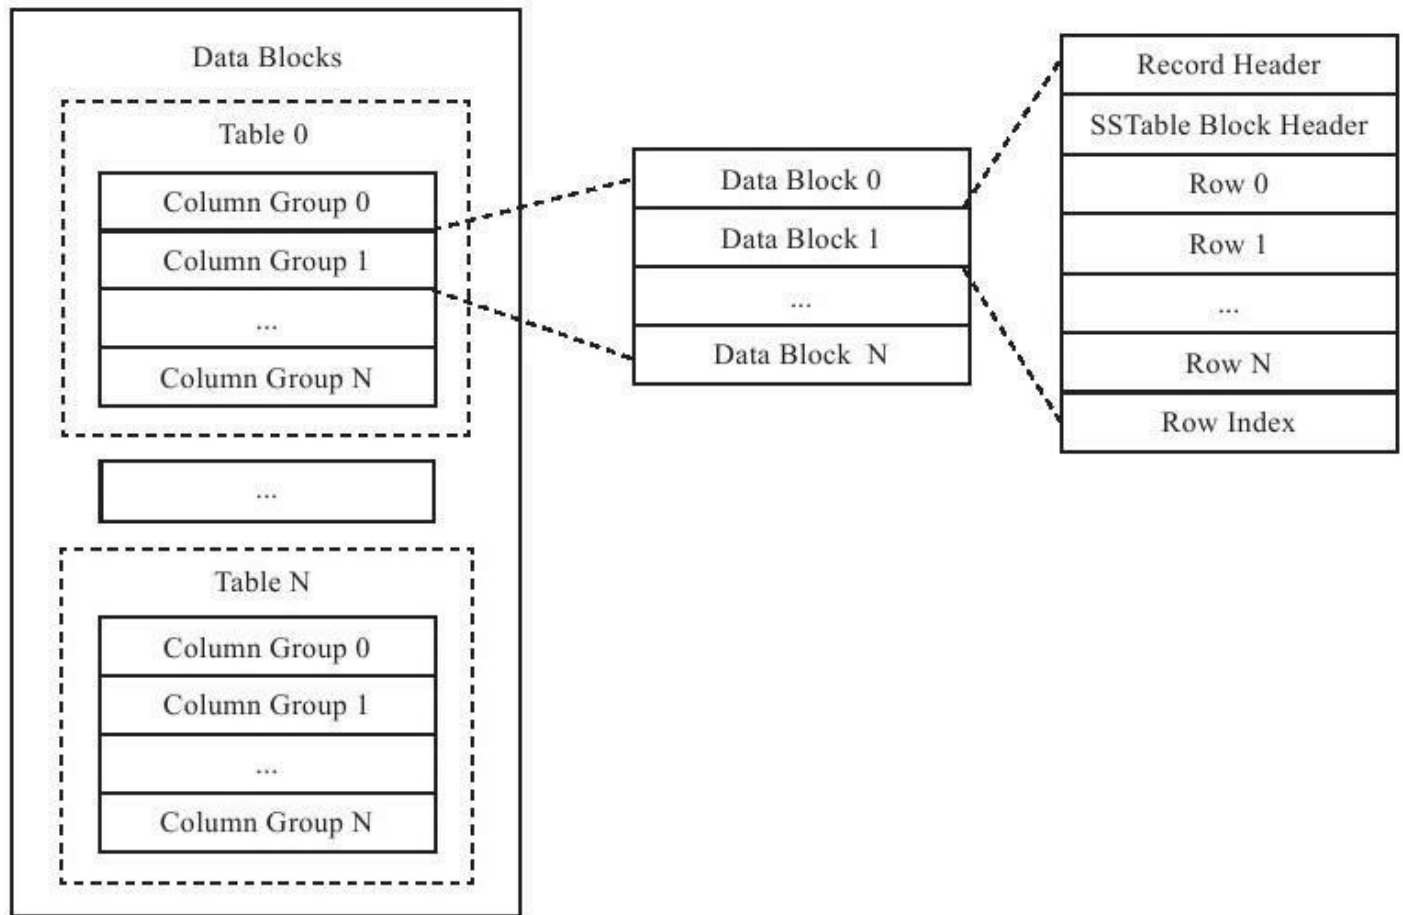 Data Blocks
Table 0
Column Group 0
Column Group 1
...
Column Group N
...
Table N
Column Group 0
Column Group 1
...
Column Group N
Data Block 0
Data Block 1
...
Data Block N
Record Header
SSTable Block Header
Row 0
Row 1
...
Row N
Row Index